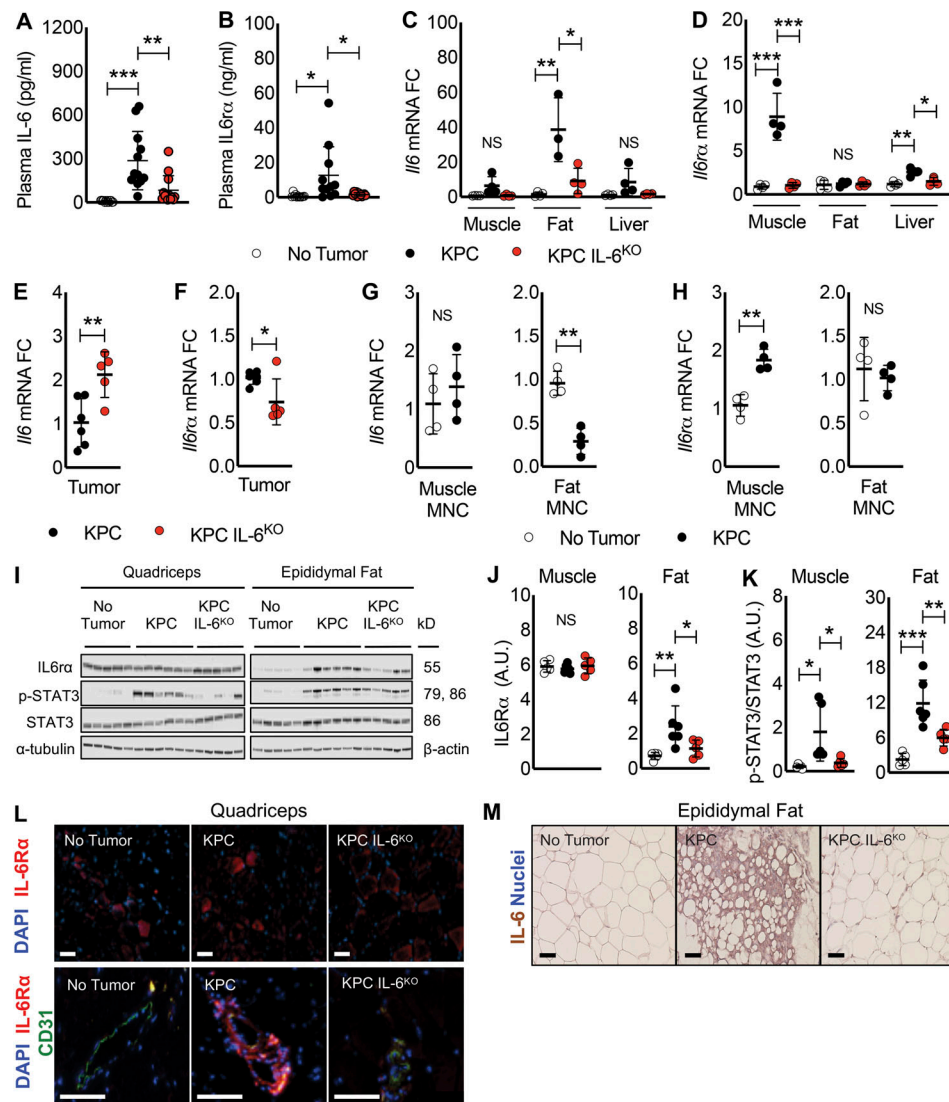 A
Plasma IL-6 (pg/ml)
1200
900
600
300
0
***
**
B
Plasma IL6rα (ng/ml)
100
80
60
40
20
0
*
*
C
Il6 mRNA FC
100
80
60
40
20
0
NS
**
*
NS
Muscle Fat Liver
D
Il6rα mRNA FC
20
15
10
5
0
***
***
NS
**
*
Muscle Fat Liver
No Tumor KPC KPC IL-6KO
E
Il6 mRNA FC
4
3
2
1
0
**
Tumor
F
Il6rα mRNA FC
2.0
1.5
1.0
0.5
0.0
*
Tumor
KPC KPC IL-6KO
G
Il6 mRNA FC
3
2
1
0
NS
Muscle
MNC
2.0
1.5
1.0
0.5
0.0
**
Fat
MNC
H
Il6rα mRNA FC
3
2
1
0
**
Muscle
MNC
2.0
1.5
1.0
0.5
0.0
NS
Fat
MNC
No Tumor KPC
I
Quadriceps Epididymal Fat
No
Tumor
KPC
KPC
IL-6KO
No
Tumor
KPC
KPC
IL-6KO
kD
IL6rα 55
p-STAT3 79, 86
STAT3 86
α-tubulin β-actin
J
Muscle Fat
IL6Rα (A.U.)
10
8
6
4
2
0
NS
10
8
6
4
2
0
**
*
K
Muscle Fat
p-STAT3/STAT3 (A.U.)
8
6
4
2
0
*
*
30
24
18
12
6
0
***
**
L
Quadriceps
DAPI IL-6Rα
No Tumor KPC KPC IL-6KO
DAPI IL-6Rα
CD31
No Tumor KPC KPC IL-6KO
M
Epididymal Fat
IL-6 Nuclei
No Tumor KPC KPC IL-6KO